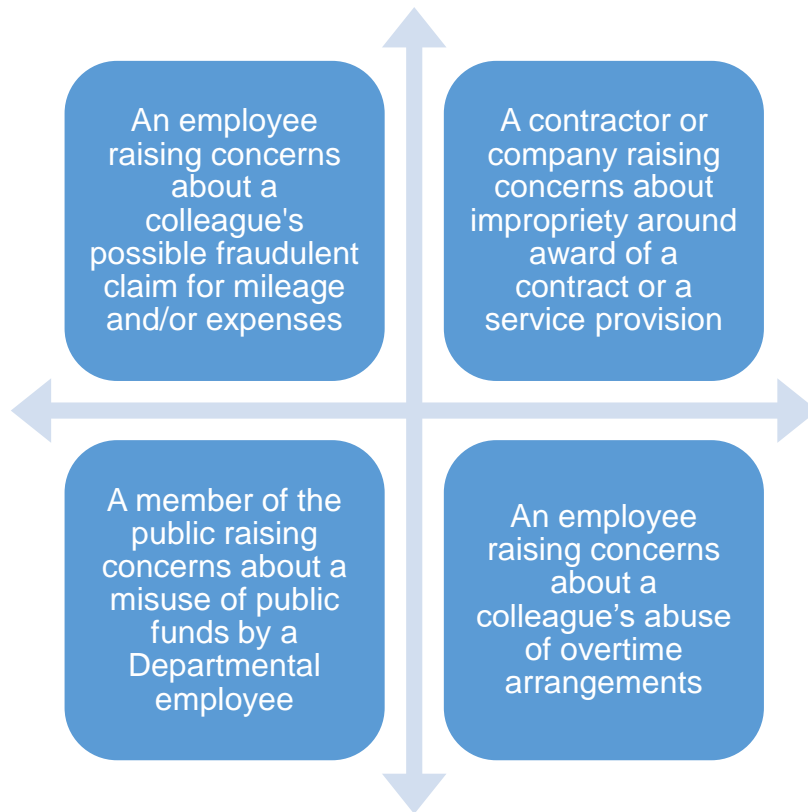 An employee
raising concerns
about a
colleague's
possible fraudulent
claim for mileage
and/or expenses
A contractor or
company raising
concerns about
impropriety around
award of a
contract or a
service provision
A member of the
public raising
concerns about a
misuse of public
funds by a
Departmental
employee
An employee
raising concerns
about a
colleague’s abuse
of overtime
arrangements